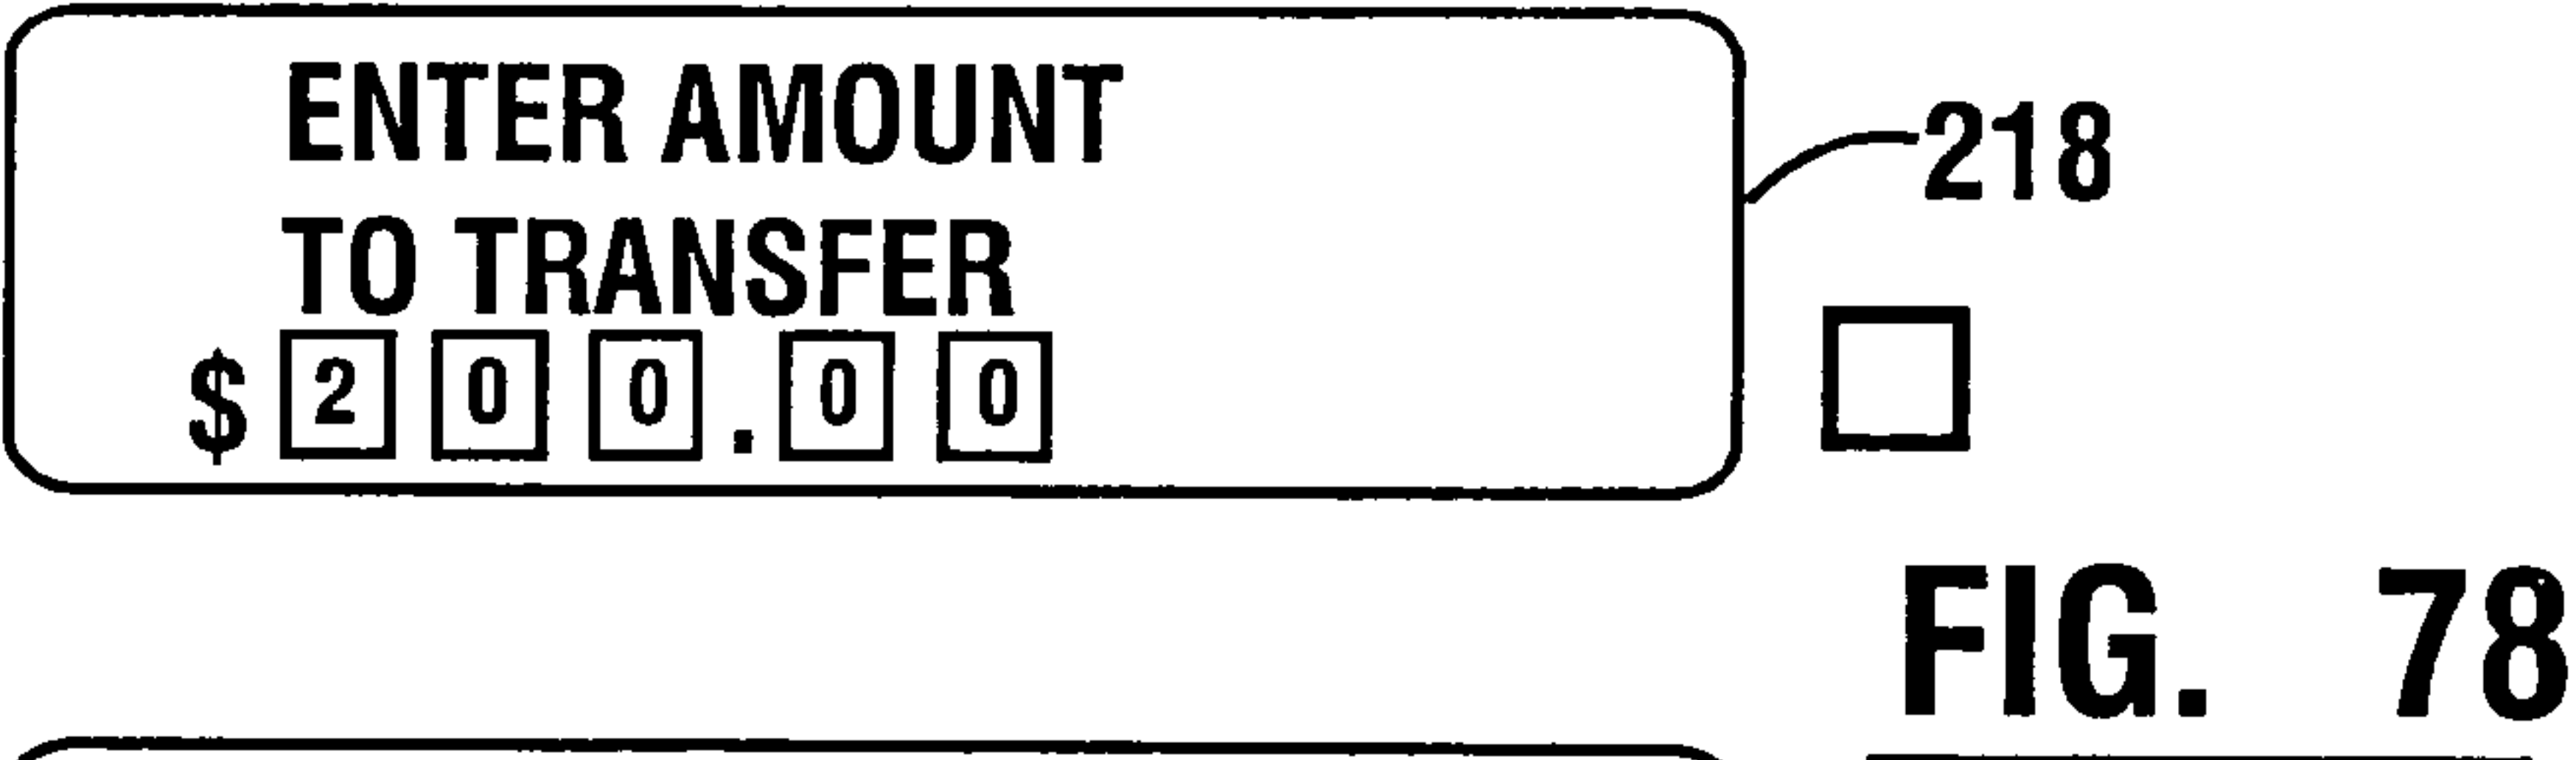 ENTER AMOUNT
TO TRANSFER
$ 2 0 0 . 0 0
218
FIG. 78